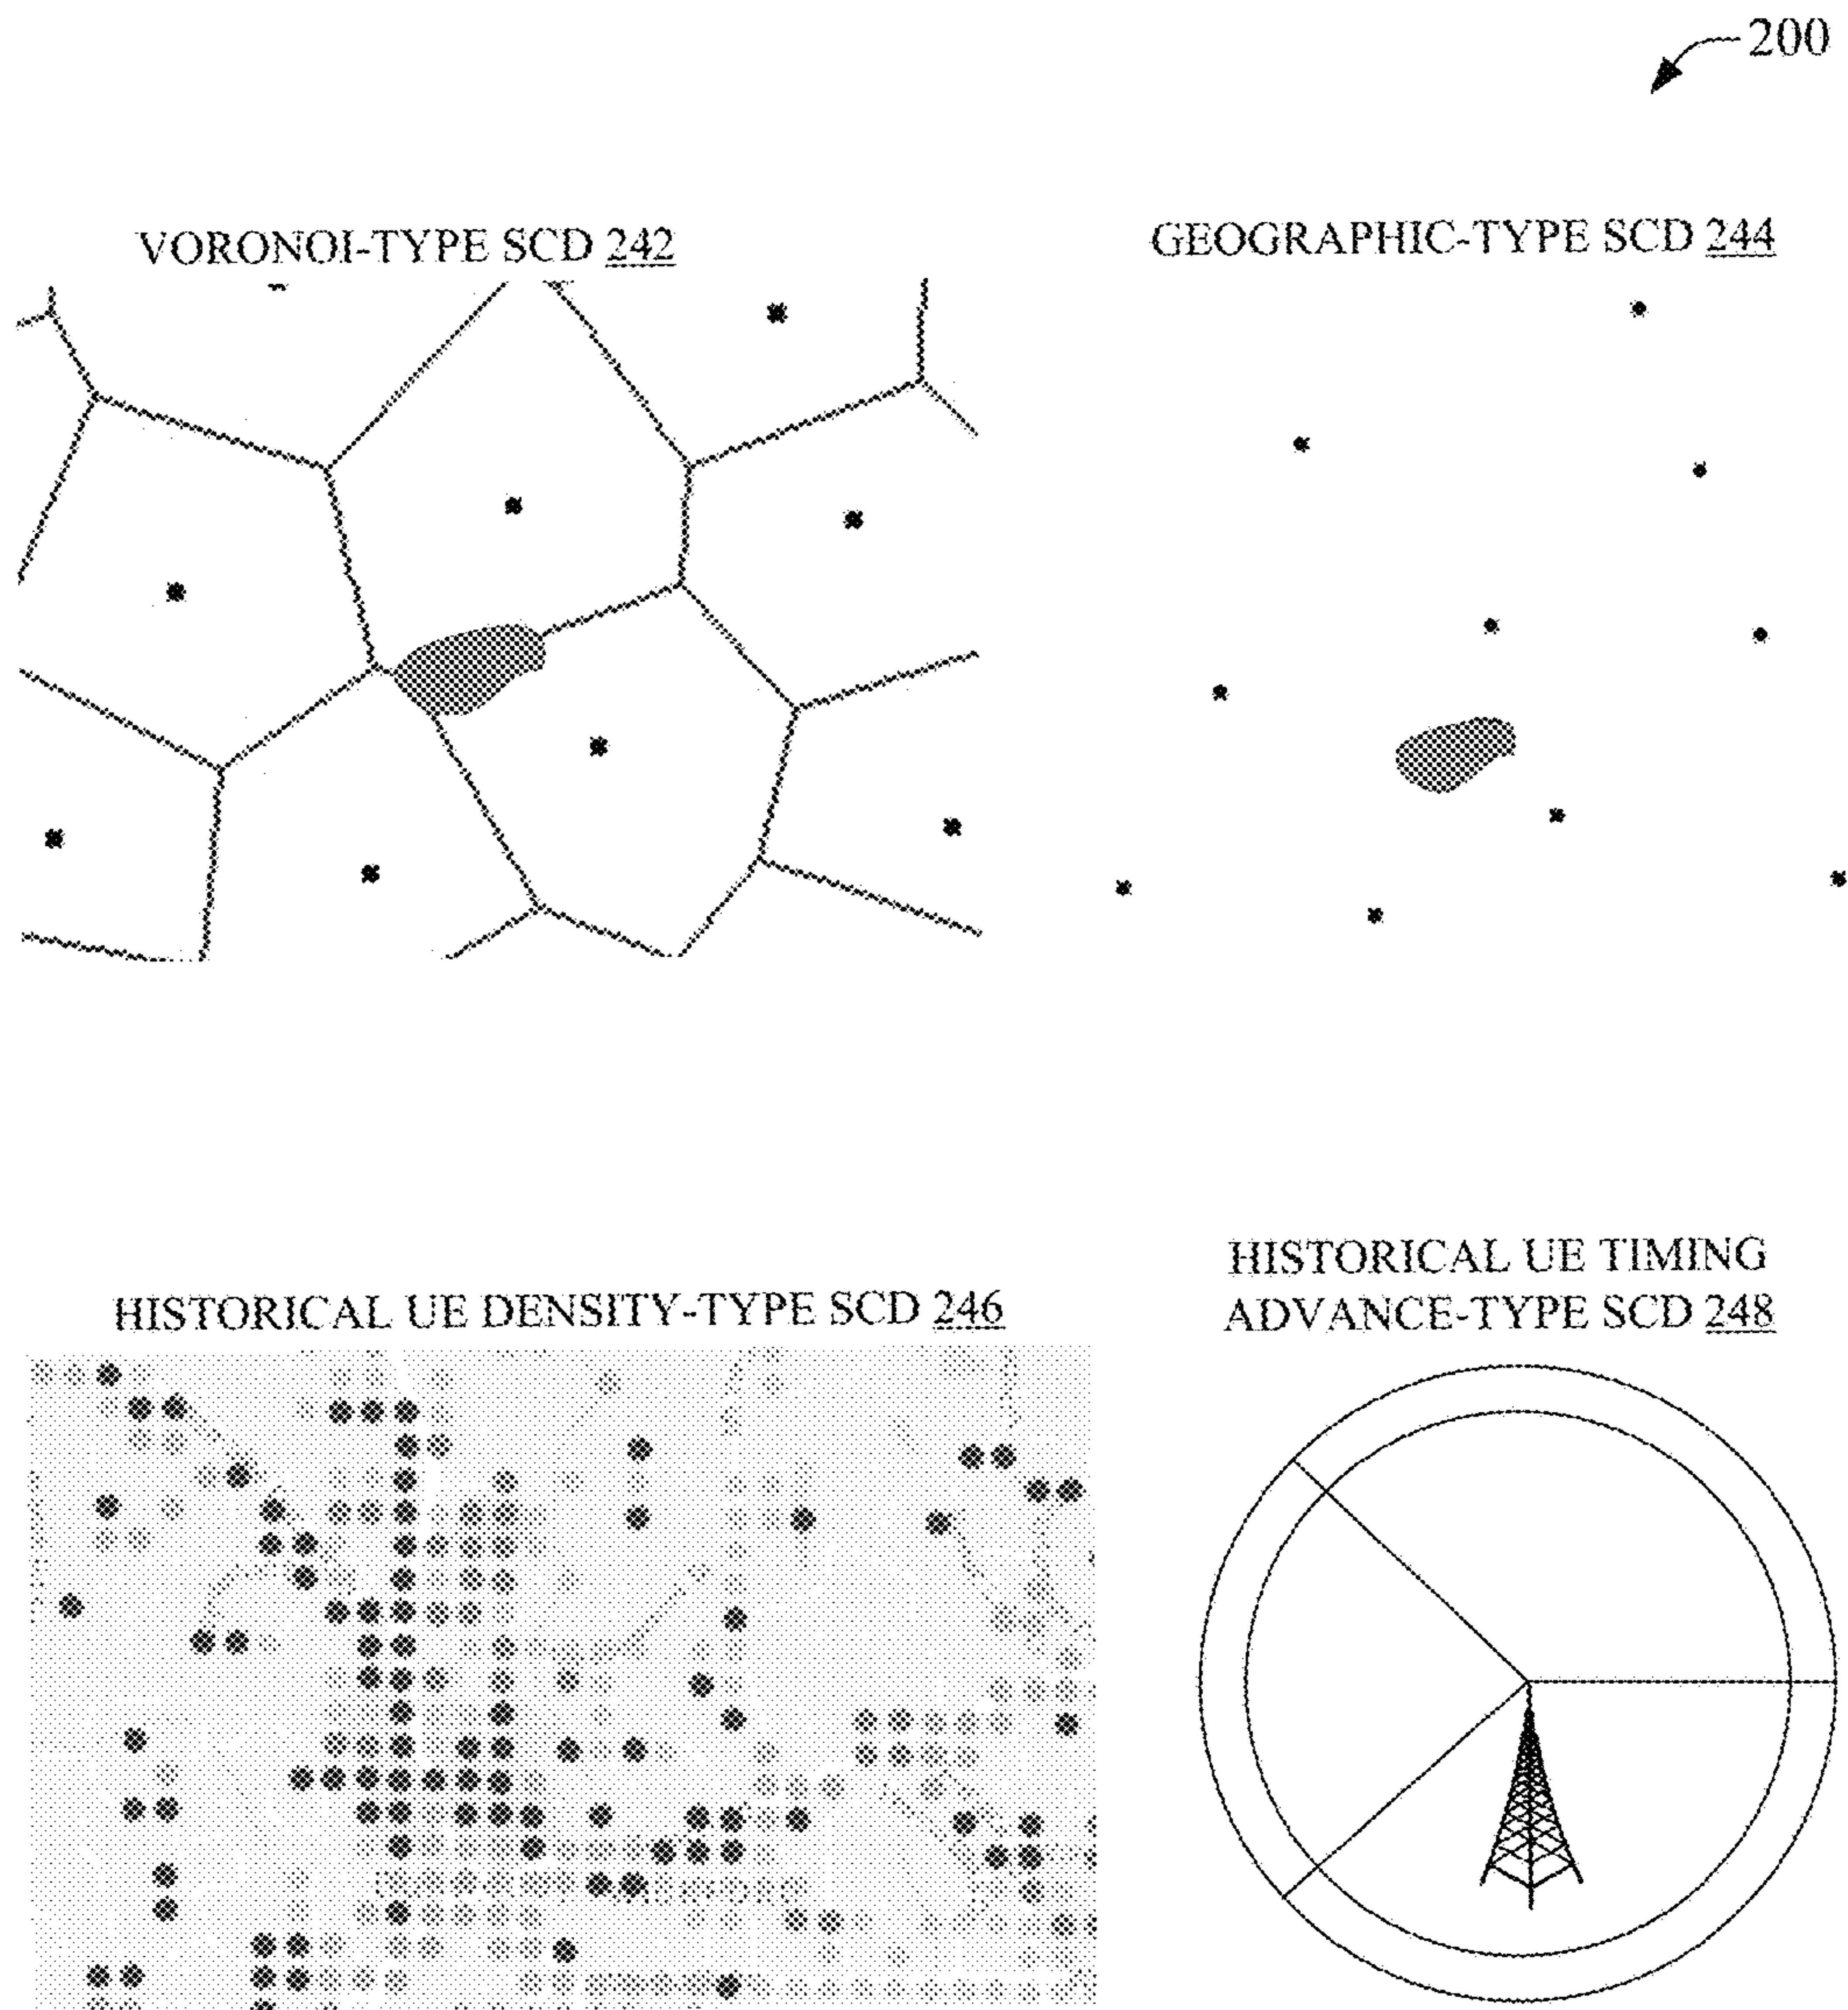 200
VORONOI-TYPE SCD 242
GEOGRAPHIC-TYPE SCD 244
HISTORICAL UE DENSITY-TYPE SCD 246
HISTORICAL UE TIMING
ADVANCE-TYPE SCD 248